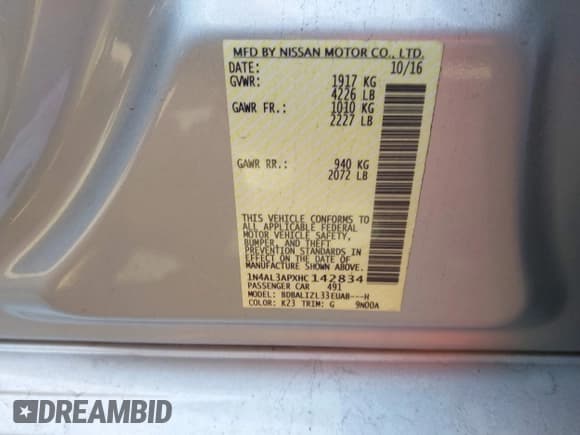 MFD BY NISSAN MOTOR CO., LTD.
DATE: 10/16
GVWR: 1917 KG
4226 LB
GAWR FR.: 1010 KG
2227 LB
GAWR RR.: 940 KG
2072 LB
THIS VEHICLE CONFORMS TO
ALL APPLICABLE FEDERAL
MOTOR VEHICLE SAFETY,
BUMPER, AND THEFT
PREVENTION STANDARDS IN
EFFECT ON THE DATE OF
MANUFACTURE SHOWN ABOVE.
1N4AL3APXHC142834
PASSENGER CAR 491
MODEL: BDBALIZL33EUAB---H
COLOR: K23 TRIM: G 9N00A
DREAMBID